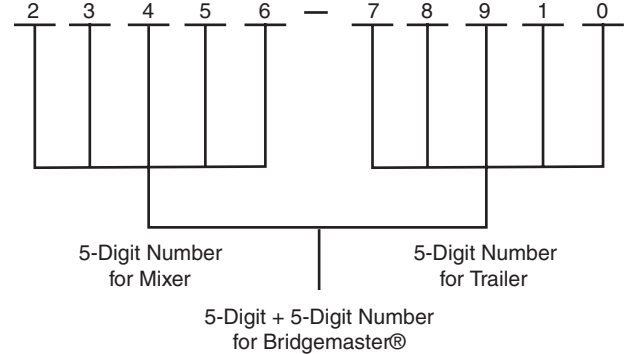 2 3 4 5 6 — 7 8 9 1 0
5-Digit Number
for Mixer
5-Digit Number
for Trailer
5-Digit + 5-Digit Number
for Bridgemaster®